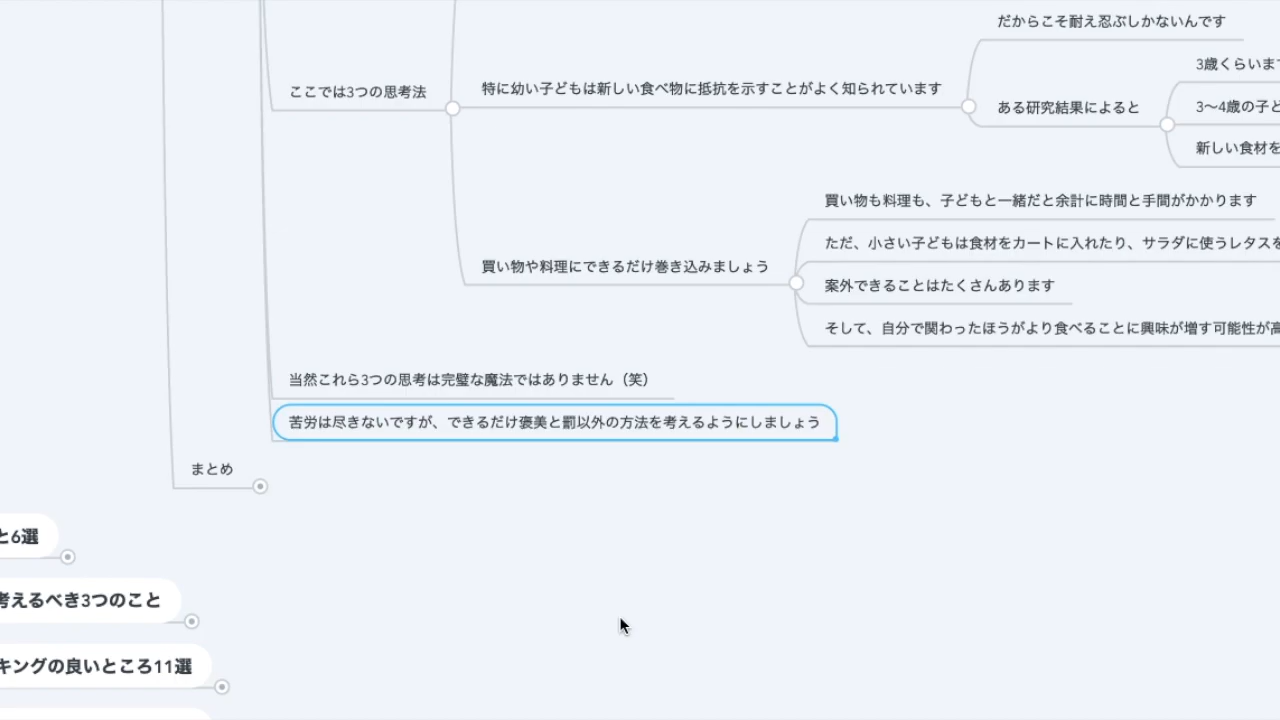 だからこそ耐え忍ぶしかないんです
3歳くらいま
ここでは3つの思考法
特に幼い子どもは新しい食べ物に抵抗を示すことがよく知られています
ある研究結果によると
3〜4歳の子ど
新しい食材を
買い物も料理も、子どもと一緒だと余計に時間と手間がかかります
ただ、小さい子どもは食材をカートに入れたり、サラダに使うレタスを
買い物や料理にできるだけ巻き込みましょう
案外できることはたくさんあります
そして、自分で関わったほうがより食べることに興味が増す可能性が高
当然これら3つの思考は完璧な魔法ではありません（笑）
苦労は尽きないですが、できるだけ褒美と罰以外の方法を考えるようにしましょう
まとめ
と6選
考えるべき3つのこと
キングの良いところ11選